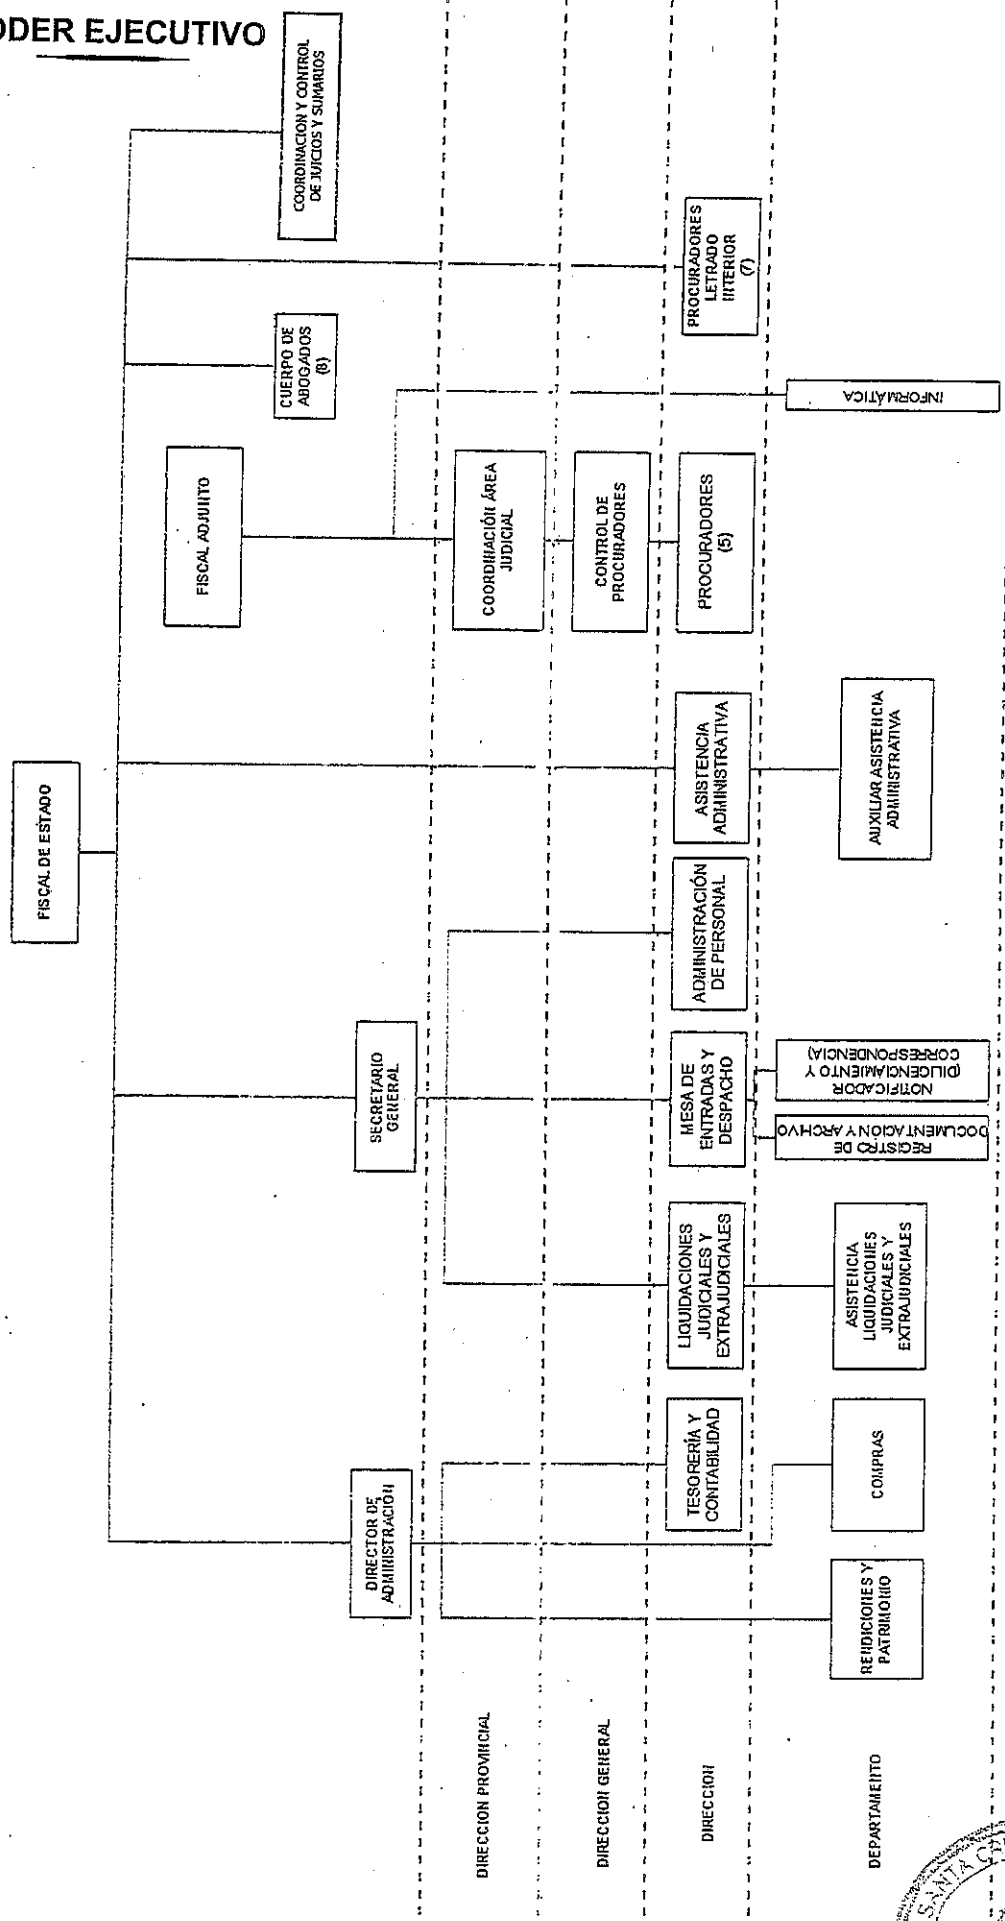 ODER EJECUTIVO
FISCAL DE ESTADO
FISCAL ADJUNTO
CUERPO DE
ABOGADOS
(8)
COORDINACION Y CONTROL
DE JUICIOS Y SUMARIOS
DIRECTOR DE
ADMINISTRACIÓN
SECRETARIO
GENERAL
DIRECCION PROVINCIAL
COORDINACIÓN ÁREA
JUDICIAL
DIRECCION GENERAL
CONTROL DE
PROCURADORES
DIRECCION
TESORERÍA Y
CONTABILIDAD
LIQUIDACIONES
JUDICIALES Y
EXTRAJUDICIALES
MESA DE
ENTRADAS Y
DESPACHO
ADMINISTRACIÓN
DE PERSONAL
ASISTENCIA
ADMINISTRATIVA
PROCURADORES
(5)
PROCURADORES
LETRADO
INTERIOR
(7)
DEPARTAMENTO
RENDICIONES Y
PATRIMONIO
COMPRAS
ASISTENCIA
LIQUIDACIONES
JUDICIALES Y
EXTRAJUDICIALES
REGISTRO DE
DOCUMENTACION Y ARCHIVO
NOTIFICADOR
(DILIGENCIAMIENTO Y
CORRESPONDENCIA)
AUXILIAR ASISTENCIA
ADMINISTRATIVA
INFORMÁTICA
SANTA